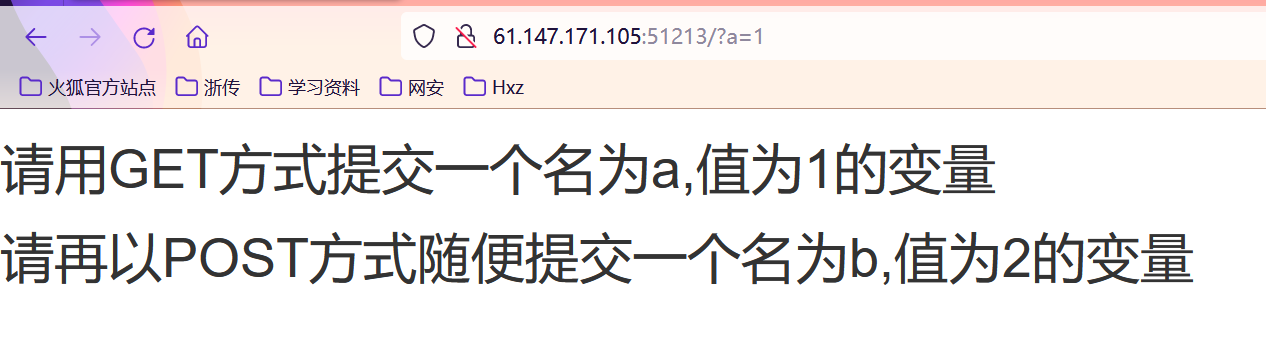 61.147.171.105:51213/?a=1
火狐官方站点 浙传 学习资料 网安 Hxz
请用GET方式提交一个名为a,值为1的变量
请再以POST方式随便提交一个名为b,值为2的变量